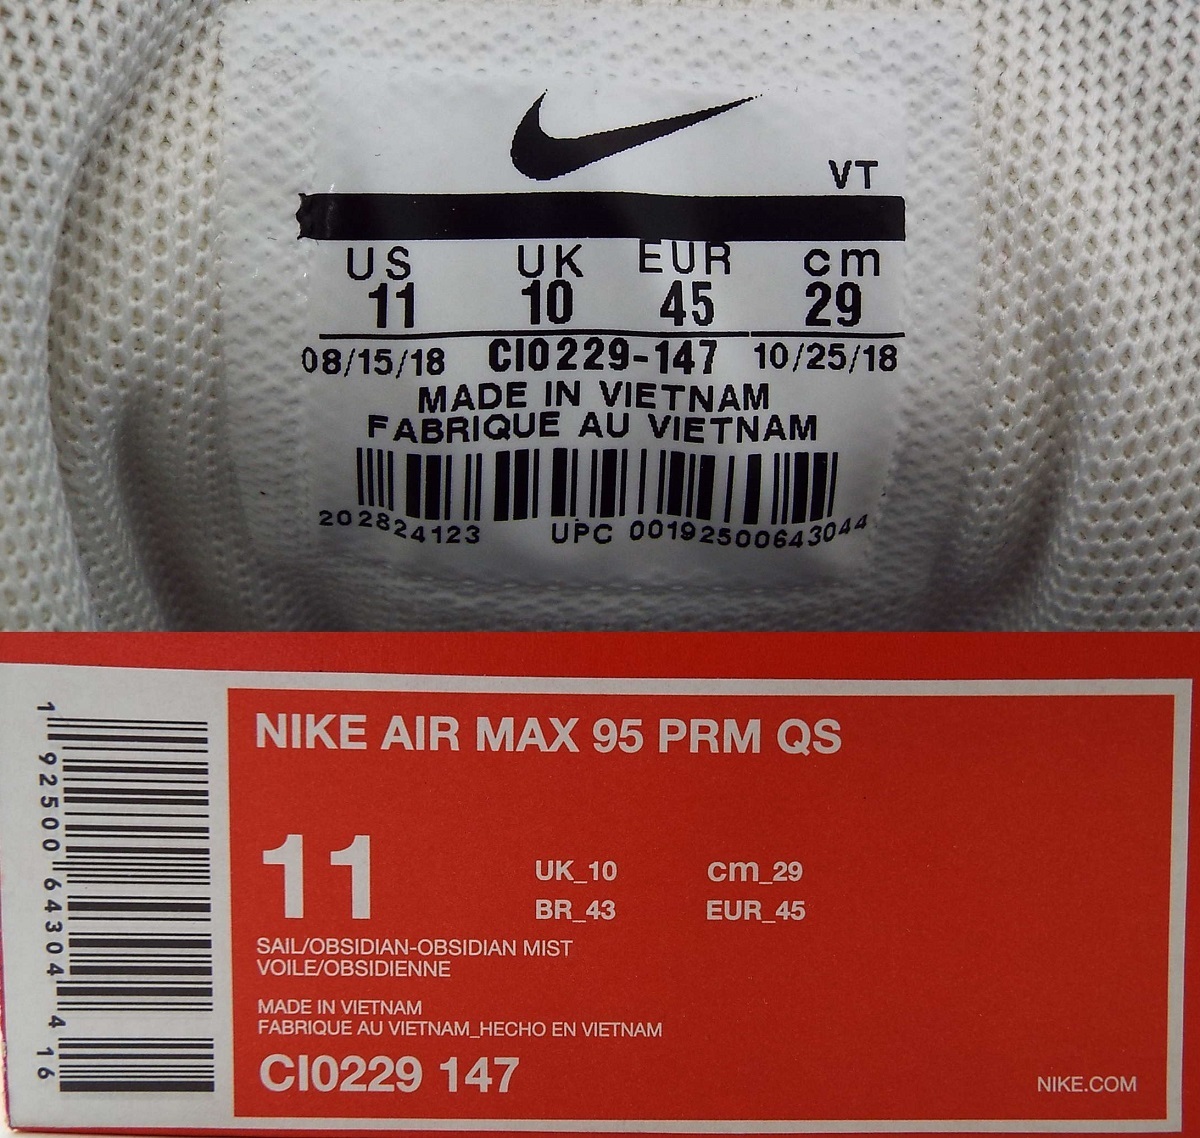 VT
US UK EUR cm
11 10 45 29
08/15/18 CI0229-147 10/25/18
MADE IN VIETNAM
FABRIQUE AU VIETNAM
202824123 UPC 00192500643044
NIKE AIR MAX 95 PRM QS
11
UK_10 cm_29
BR_43 EUR_45
SAIL/OBSIDIAN-OBSIDIAN MIST
VOILE/OBSIDIENNE
MADE IN VIETNAM
FABRIQUE AU VIETNAM_HECHO EN VIETNAM
CI0229 147
NIKE.COM
1 92500 64304 4 16